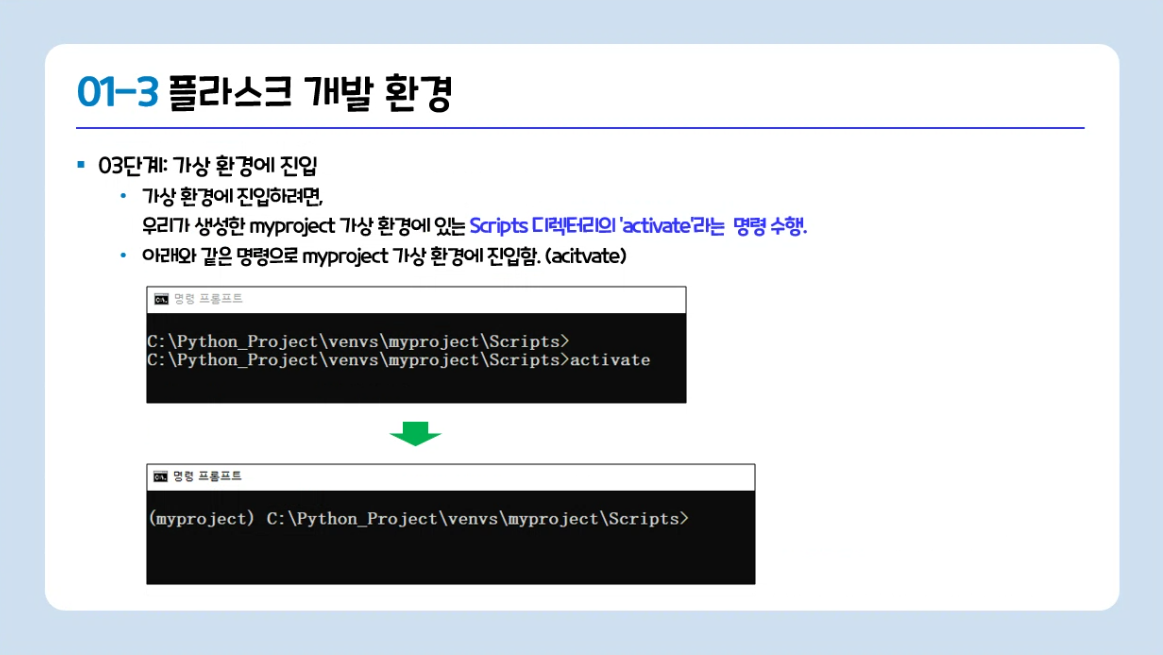 01-3 플라스크 개발 환경
03단계: 가상 환경에 진입
가상 환경에 진입하려면,
우리가 생성한 myproject 가상 환경에 있는 Scripts 디렉터리의 'activate'라는 명령 수행.
아래와 같은 명령으로 myproject 가상 환경에 진입함. (acitvate)
명령 프롬프트
C:\Python_Project\venvs\myproject\Scripts>
C:\Python_Project\venvs\myproject\Scripts>activate
명령 프롬프트
(myproject) C:\Python_Project\venvs\myproject\Scripts>